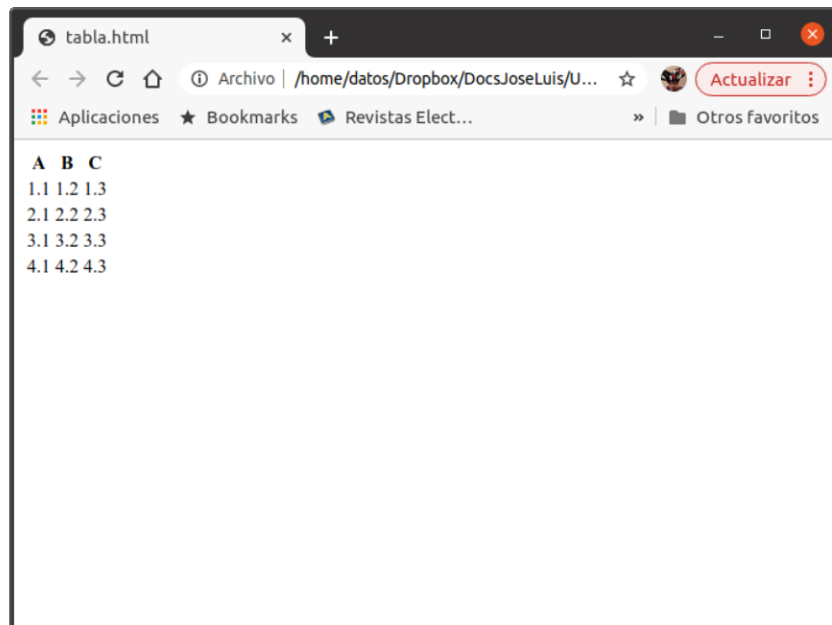 tabla.html
Archivo | /home/datos/Dropbox/DocsJoseLuis/U... Actualizar
Aplicaciones Bookmarks Revistas Elect... » Otros favoritos
A B C
1.1 1.2 1.3
2.1 2.2 2.3
3.1 3.2 3.3
4.1 4.2 4.3